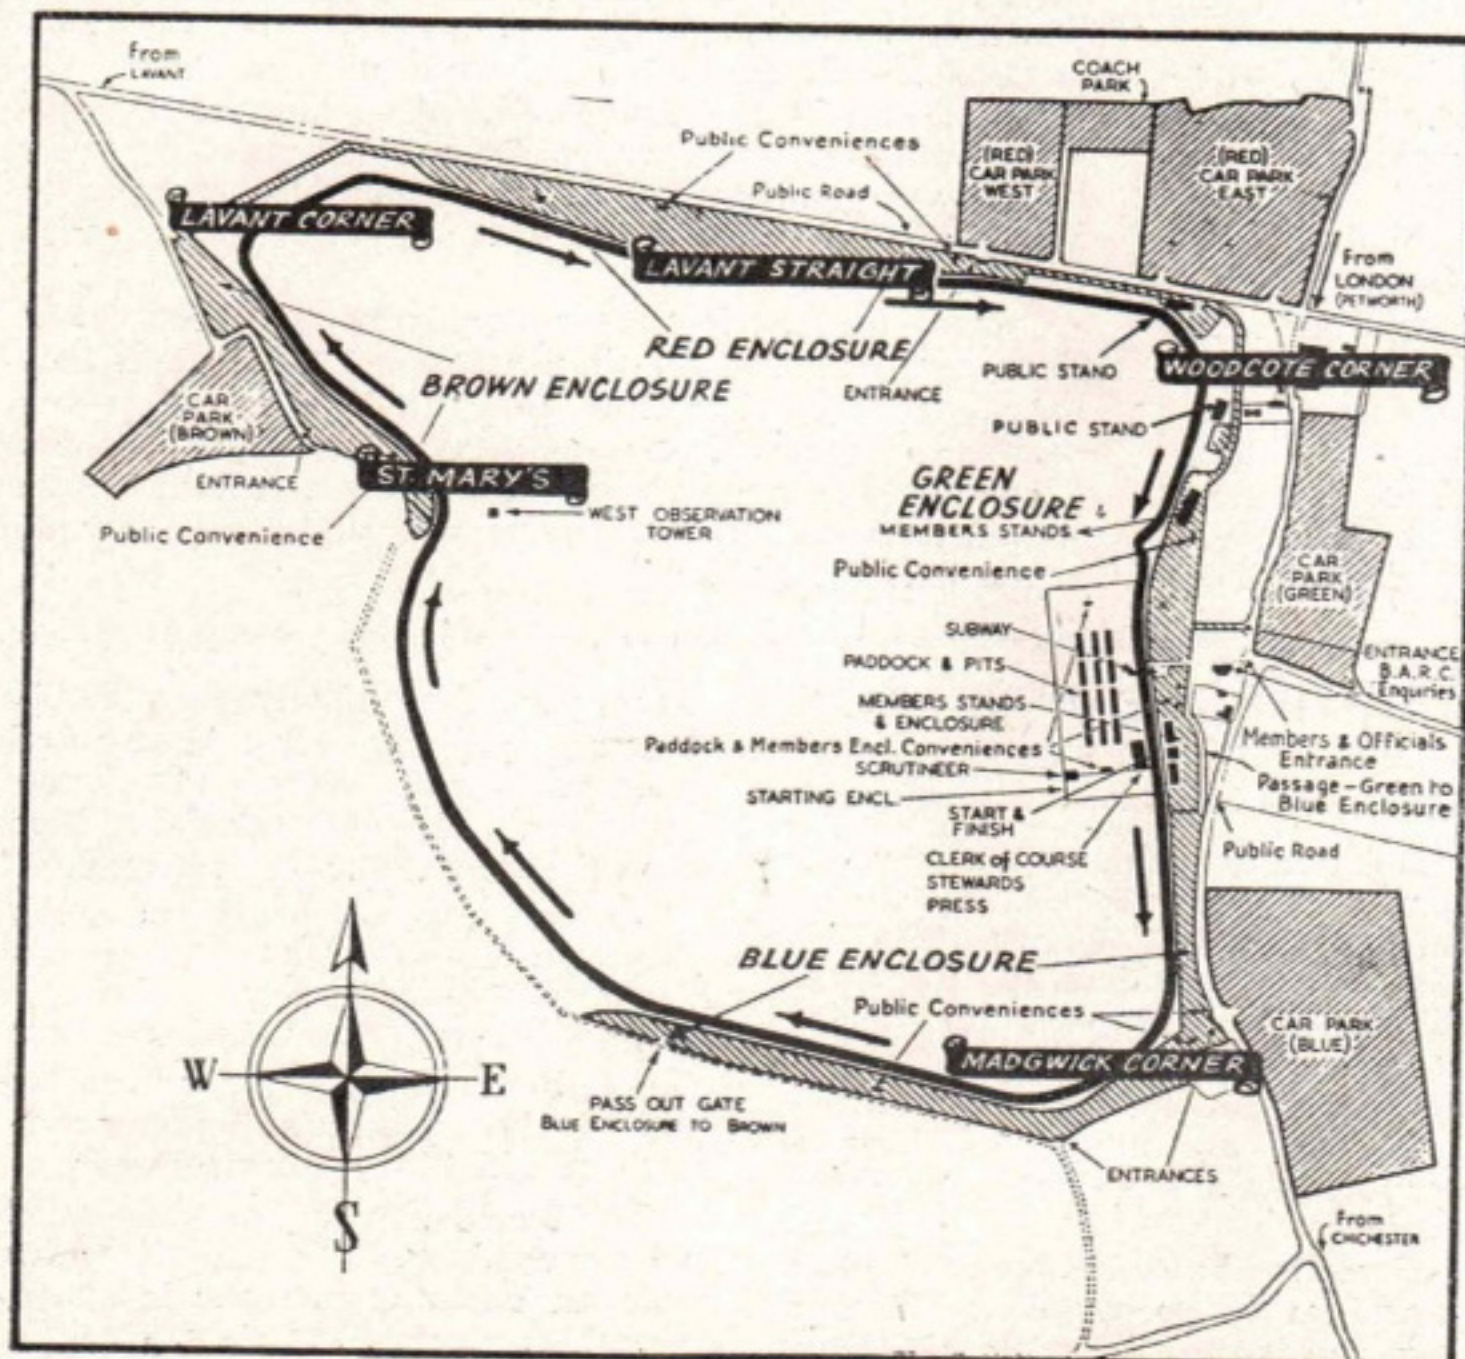 From
LAVANT
COACH
PARK
Public Conveniences
Public Road
(RED)
CAR PARK
WEST
(RED)
CAR PARK
EAST
LAVANT CORNER
LAVANT STRAIGHT
From
LONDON
(PETWORTH)
RED ENCLOSURE
PUBLIC STAND
WOODCOTE CORNER
BROWN ENCLOSURE
ENTRANCE
CAR
PARK
(BROWN)
PUBLIC STAND
ENTRANCE
ST. MARY'S
GREEN
ENCLOSURE &
MEMBERS STANDS
WEST OBSERVATION
TOWER
Public Convenience
Public Convenience
CAR
PARK
(GREEN)
SUBWAY
PADDOCK & PITS
MEMBERS STANDS
& ENCLOSURE
Paddock & Members Encl. Conveniences
SCRUTINEER
STARTING ENCL.
START &
FINISH
CLERK of COURSE
STEWARDS
PRESS
ENTRANCE
B.A.R.C.
Enquiries
Members & Officials
Entrance
Passage - Green to
Blue Enclosure
Public Road
BLUE ENCLOSURE
Public Conveniences
CAR PARK
(BLUE)
MADGWICK CORNER
PASS OUT GATE
BLUE ENCLOSURE TO BROWN
ENTRANCES
W
E
S
From
CHICHESTER